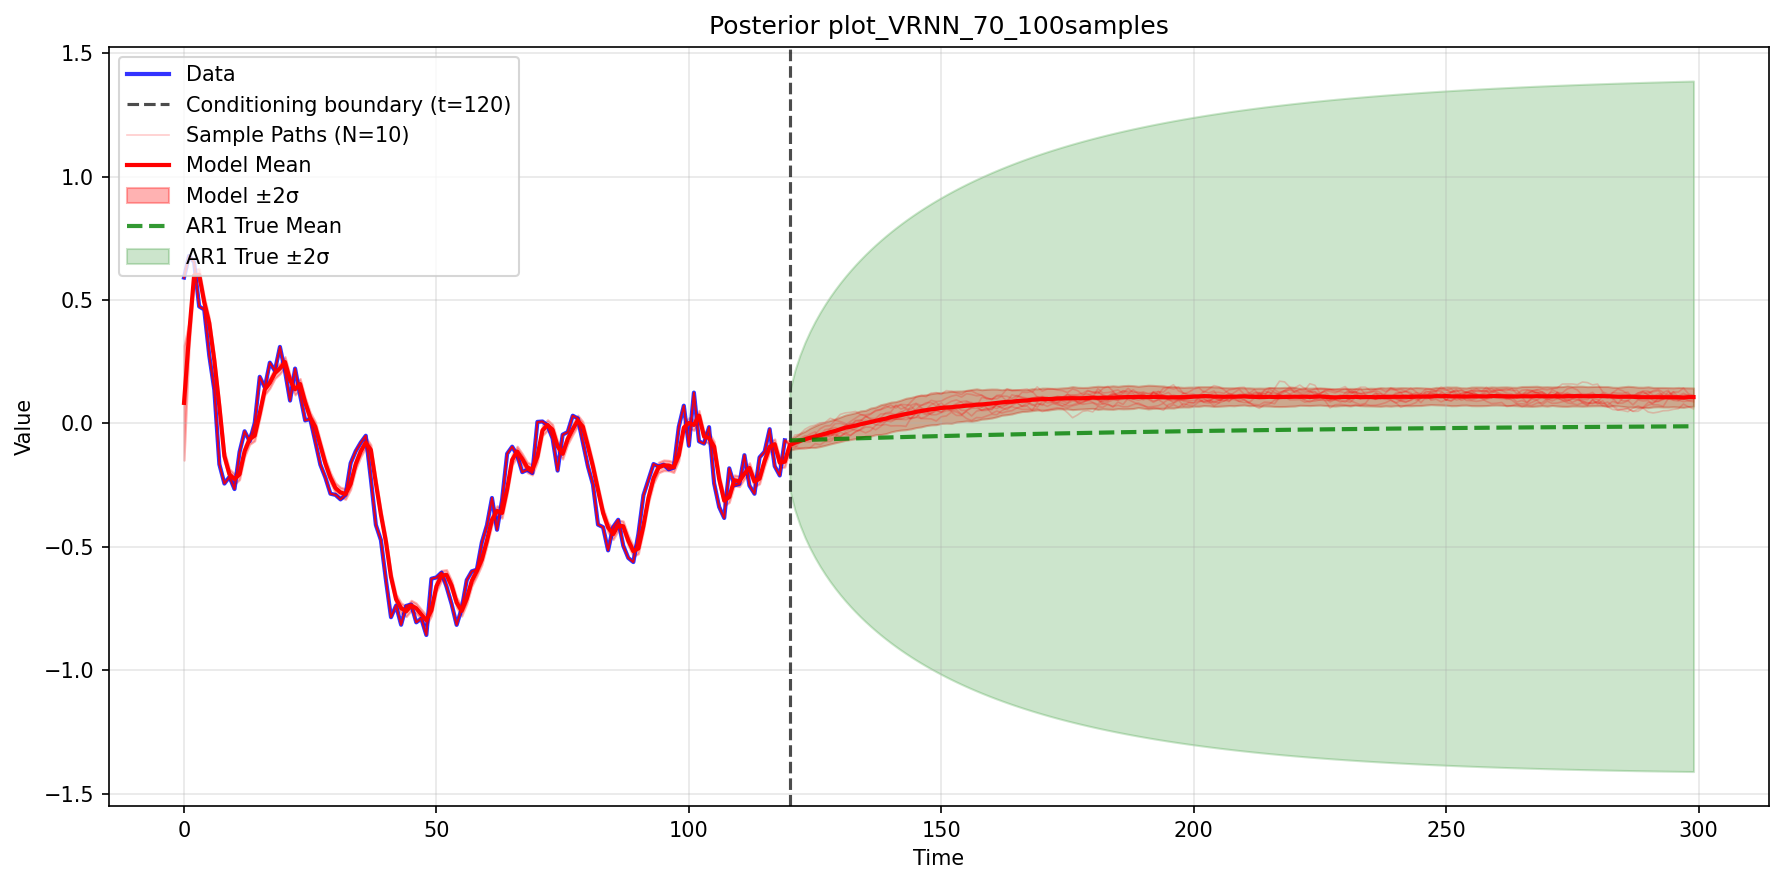 Posterior plot_VRNN_70_100samples
1.5
1.0
0.5
0.0
−0.5
−1.0
−1.5
Value
Data
Conditioning boundary (t=120)
Sample Paths (N=10)
Model Mean
Model ±2σ
AR1 True Mean
AR1 True ±2σ
0
50
100
150
200
250
300
Time